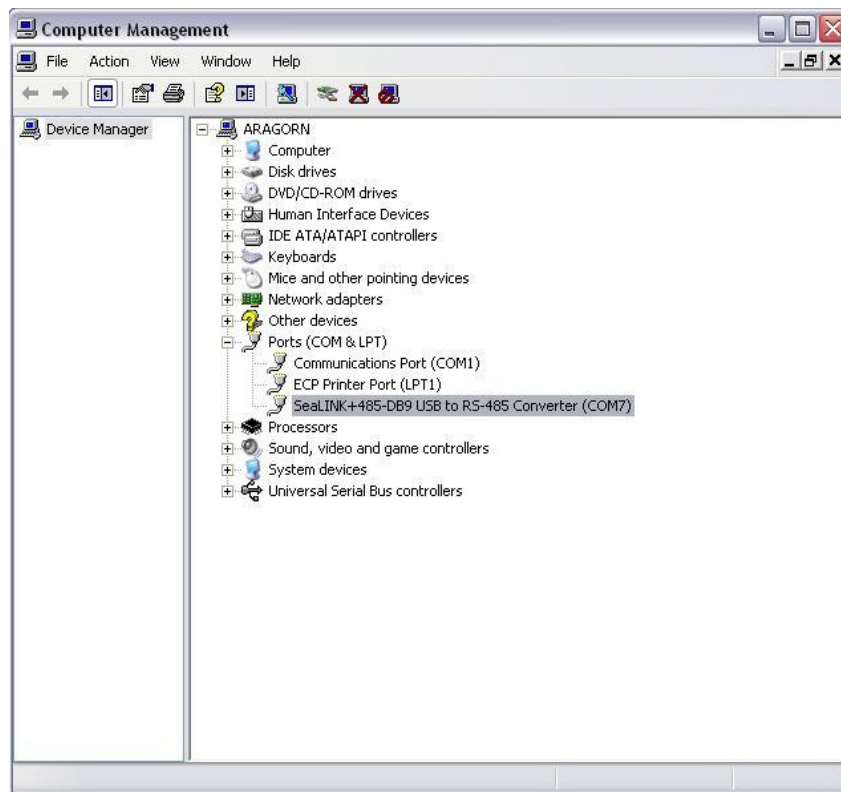 Computer Management
File Action View Window Help
Device Manager
ARAGORN
Computer
Disk drives
DVD/CD-ROM drives
Human Interface Devices
IDE ATA/ATAPI controllers
Keyboards
Mice and other pointing devices
Network adapters
Other devices
Ports (COM & LPT)
Communications Port (COM1)
ECP Printer Port (LPT1)
SeaLINK+485-DB9 USB to RS-485 Converter (COM7)
Processors
Sound, video and game controllers
System devices
Universal Serial Bus controllers